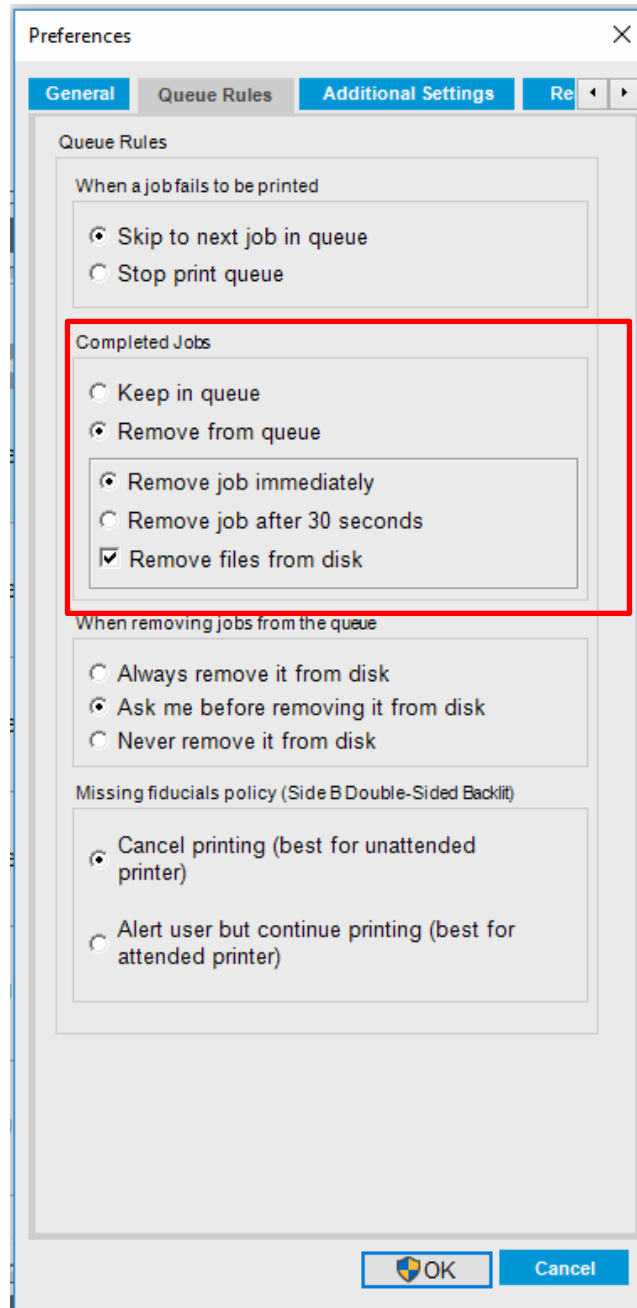 Preferences
General Queue Rules Additional Settings Re
Queue Rules
When a job fails to be printed
Skip to next job in queue
Stop print queue
Completed Jobs
Keep in queue
Remove from queue
Remove job immediately
Remove job after 30 seconds
Remove files from disk
When removing jobs from the queue
Always remove it from disk
Ask me before removing it from disk
Never remove it from disk
Missing fiducials policy (Side B Double-Sided Backlit)
Cancel printing (best for unattended
printer)
Alert user but continue printing (best for
attended printer)
OK Cancel